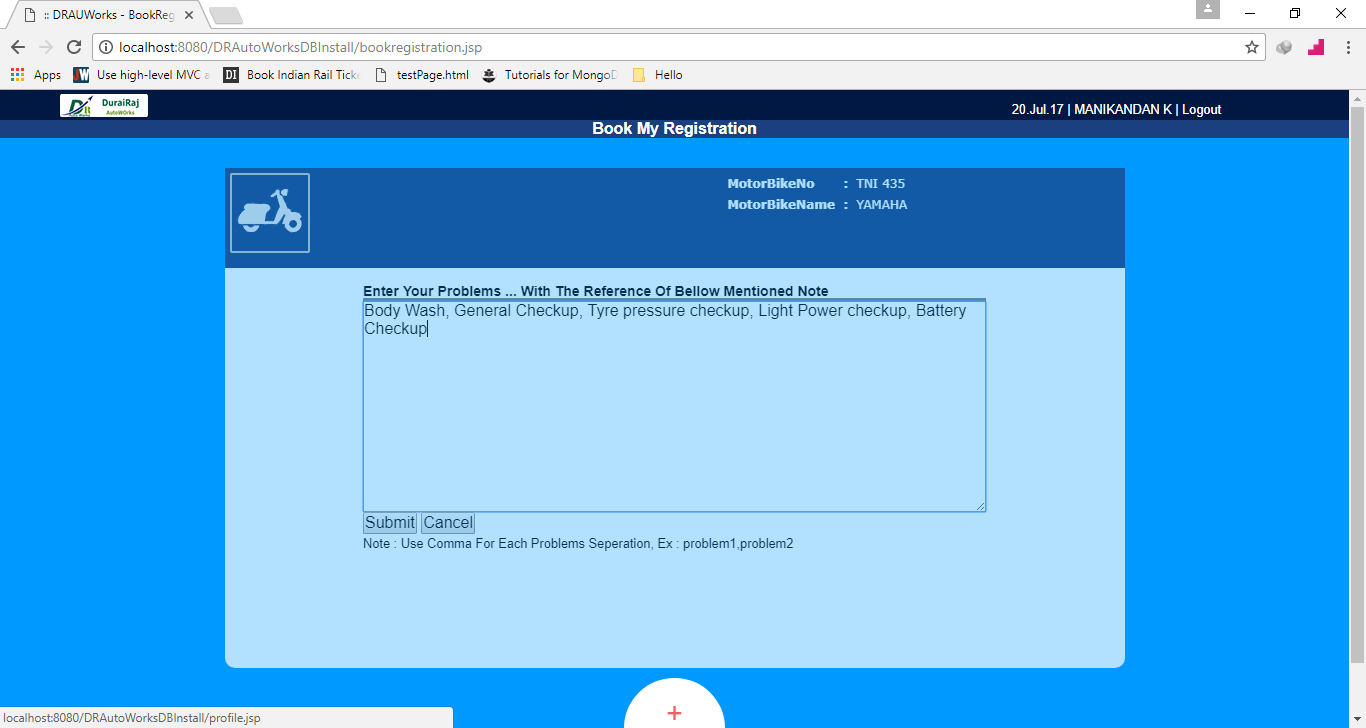 :: DRAUWorks - BookReg
localhost:8080/DRAutoWorksDBInstall/bookregistration.jsp
Apps
Use high-level MVC a
Book Indian Rail Ticke
testPage.html
Tutorials for MongoD
Hello
DurairRaj
AutoWOrks
20.Jul.17 | MANIKANDAN K | Logout
Book My Registration
MotorBikeNo : TNI 435
MotorBikeName : YAMAHA
Enter Your Problems ... With The Reference Of Bellow Mentioned Note
Body Wash, General Checkup, Tyre pressure checkup, Light Power checkup, Battery
Checkup
Submit Cancel
Note : Use Comma For Each Problems Seperation, Ex : problem1,problem2
+
localhost:8080/DRAutoWorksDBInstall/profile.jsp